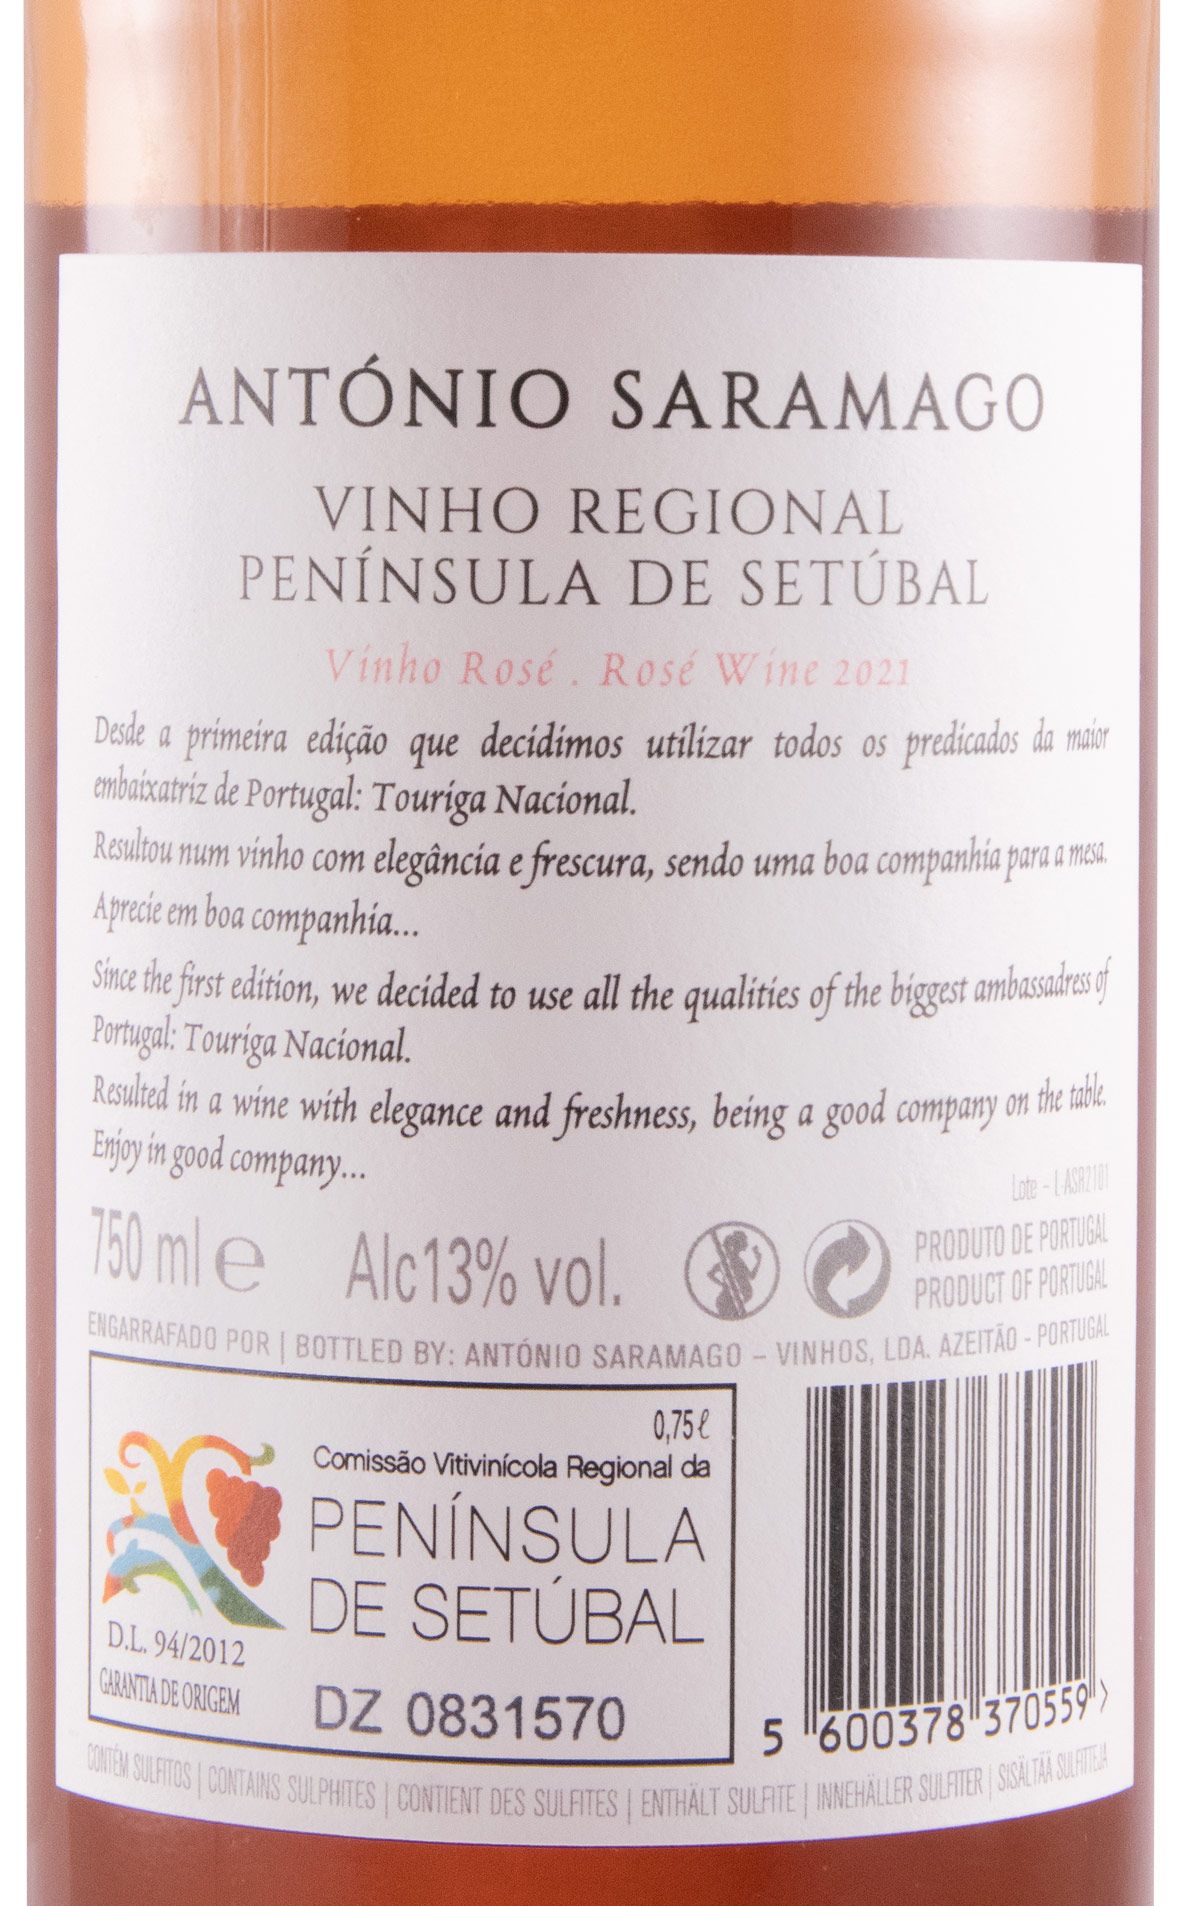 ANTÓNIO SARAMAGO
VINHO REGIONAL
PENÍNSULA DE SETÚBAL
Vinho Rosé . Rosé Wine 2021
Desde a primeira edição que decidimos utilizar todos os predicados da maior
embaixatriz de Portugal: Touriga Nacional.
Resultou num vinho com elegância e frescura, sendo uma boa companhia para a mesa.
Aprecie em boa companhia...
Since the first edition, we decided to use all the qualities of the biggest ambassadress of
Portugal: Touriga Nacional.
Resulted in a wine with elegance and freshness, being a good company on the table.
Enjoy in good company...
Lote - L-ASR2101
750 ml e Alc13% vol.
PRODUTO DE PORTUGAL
PRODUCT OF PORTUGAL
ENGARRAFADO POR | BOTTLED BY: ANTÓNIO SARAMAGO – VINHOS, LDA. AZEITÃO - PORTUGAL
0,75 ℓ
Comissão Vitivinícola Regional da
PENÍNSULA
DE SETÚBAL
D.L. 94/2012
GARANTIA DE ORIGEM
DZ 0831570
5 600378 370559 >
CONTÉM SULFITOS | CONTAINS SULPHITES | CONTIENT DES SULFITES | ENTHÄLT SULFITE | INNEHÄLLER SULFITER | SISÄLTÄÄ SULFIITTEJA